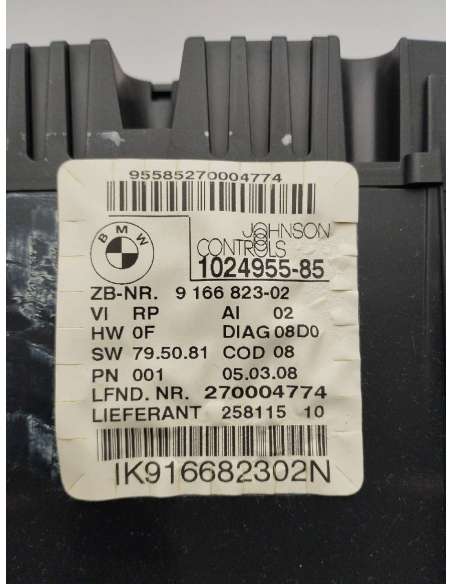 95585270004774
BMW
JOHNSON
CONTROLS
1024955-85
ZB-NR. 9 166 823-02
VI RP AI 02
HW 0F DIAG 08D0
SW 79.50.81 COD 08
PN 001 05.03.08
LFND. NR. 270004774
LIEFERANT 258115 10
IK916682302N